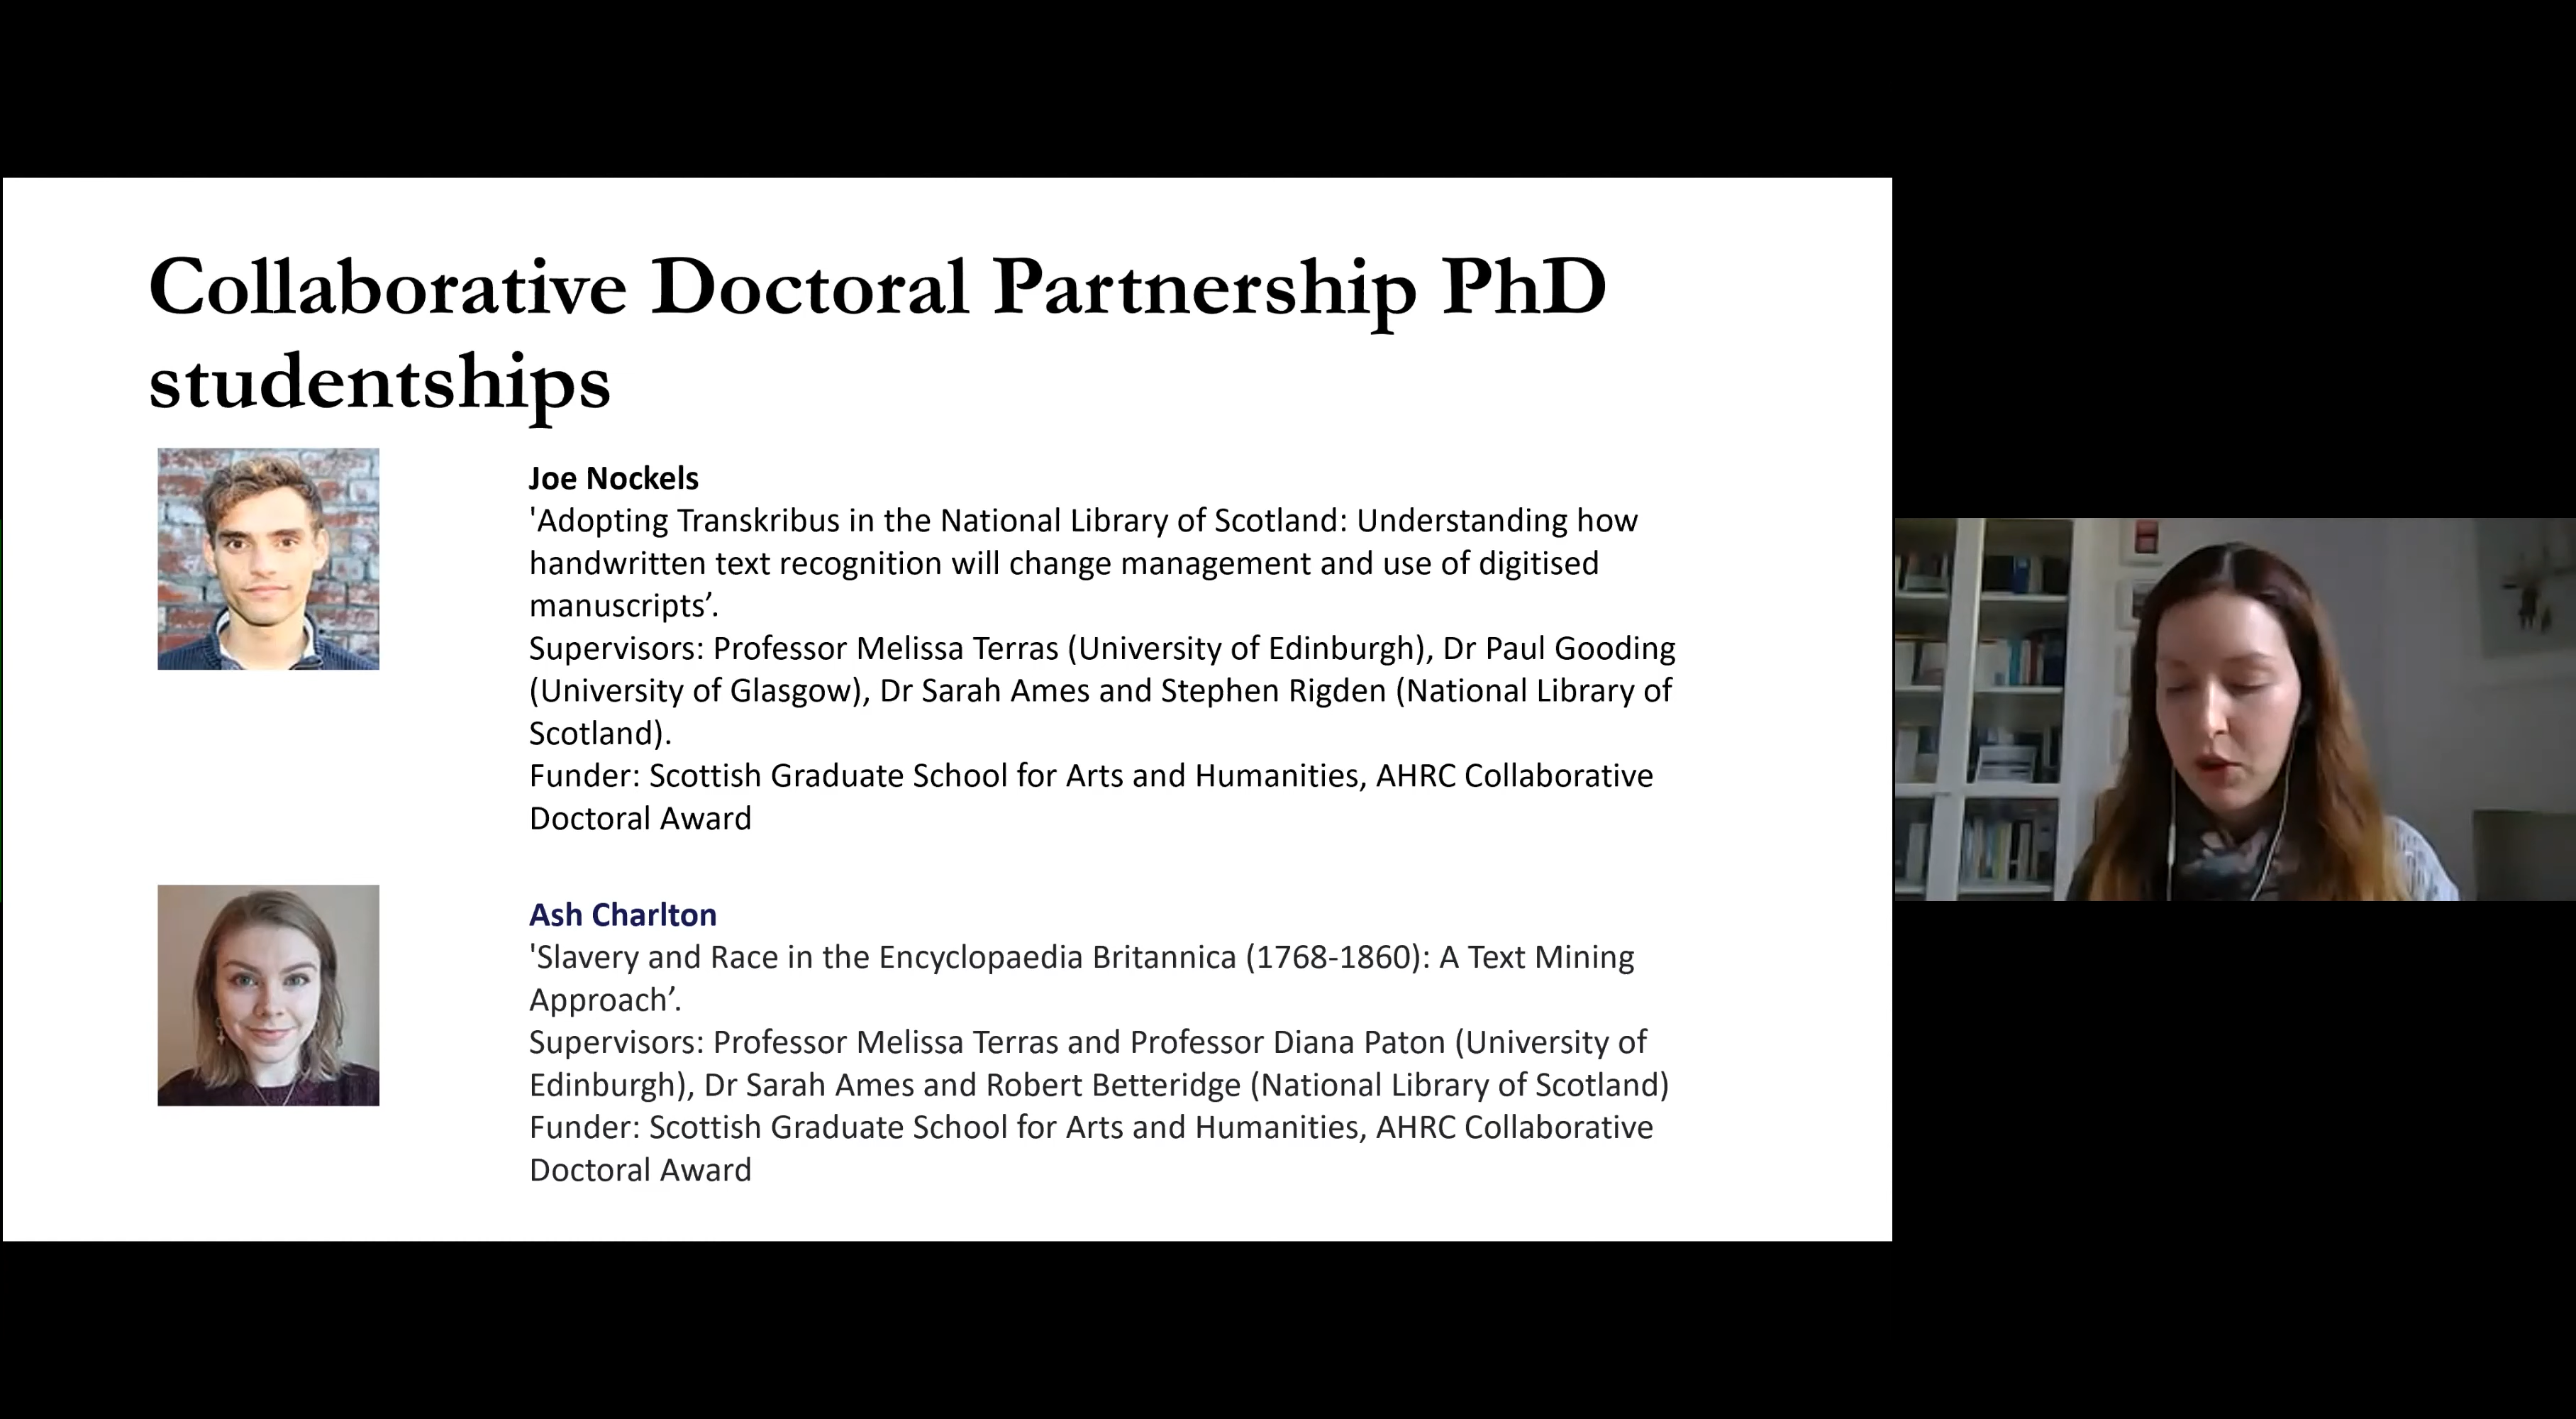 Collaborative Doctoral Partnership PhD
studentships
Joe Nockels
'Adopting Transkribus in the National Library of Scotland: Understanding how
handwritten text recognition will change management and use of digitised
manuscripts’.
Supervisors: Professor Melissa Terras (University of Edinburgh), Dr Paul Gooding
(University of Glasgow), Dr Sarah Ames and Stephen Rigden (National Library of
Scotland).
Funder: Scottish Graduate School for Arts and Humanities, AHRC Collaborative
Doctoral Award
Ash Charlton
'Slavery and Race in the Encyclopaedia Britannica (1768-1860): A Text Mining
Approach’.
Supervisors: Professor Melissa Terras and Professor Diana Paton (University of
Edinburgh), Dr Sarah Ames and Robert Betteridge (National Library of Scotland)
Funder: Scottish Graduate School for Arts and Humanities, AHRC Collaborative
Doctoral Award